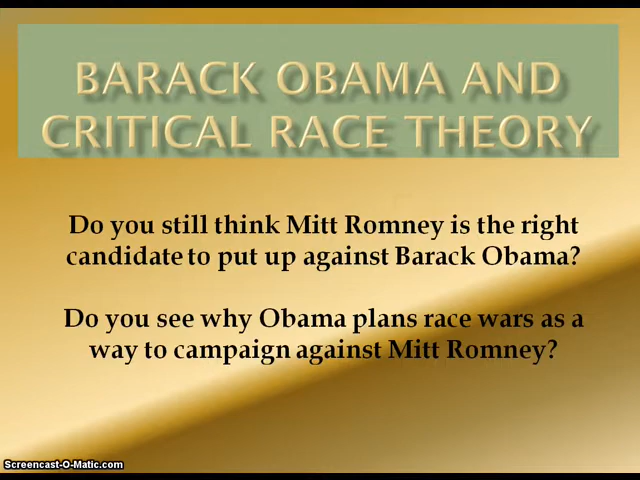 BARACK OBAMA AND
CRITICAL RACE THEORY
Do you still think Mitt Romney is the right
candidate to put up against Barack Obama?
Do you see why Obama plans race wars as a
way to campaign against Mitt Romney?
Screencast-O-Matic.com